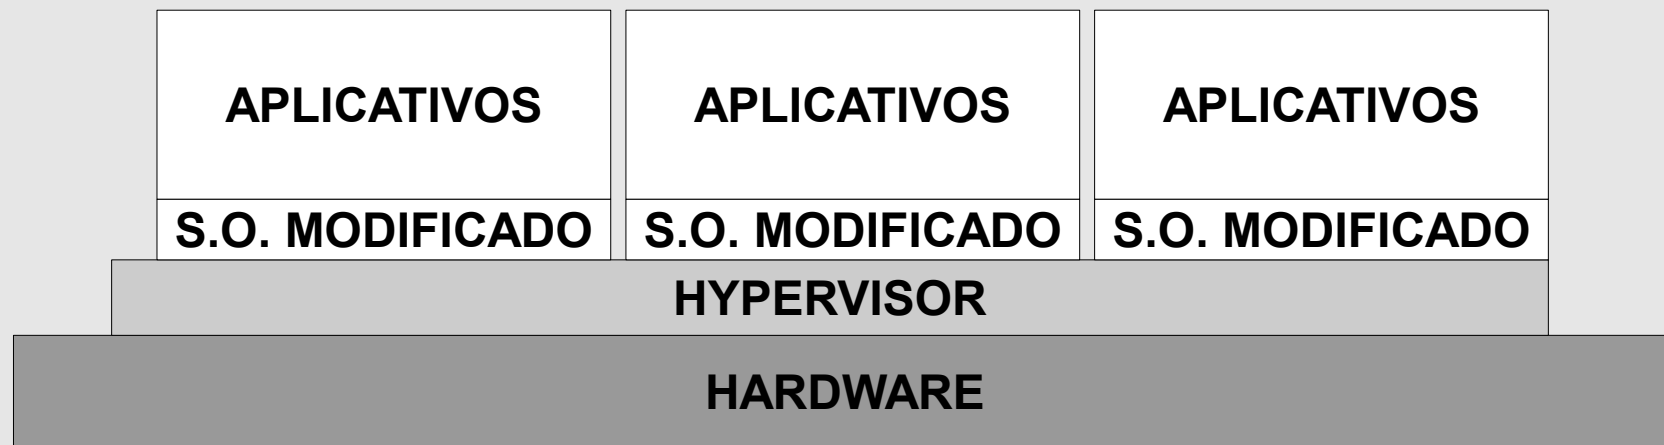 APLICATIVOS APLICATIVOS APLICATIVOS
S.O. MODIFICADO S.O. MODIFICADO S.O. MODIFICADO
HYPERVISOR
HARDWARE